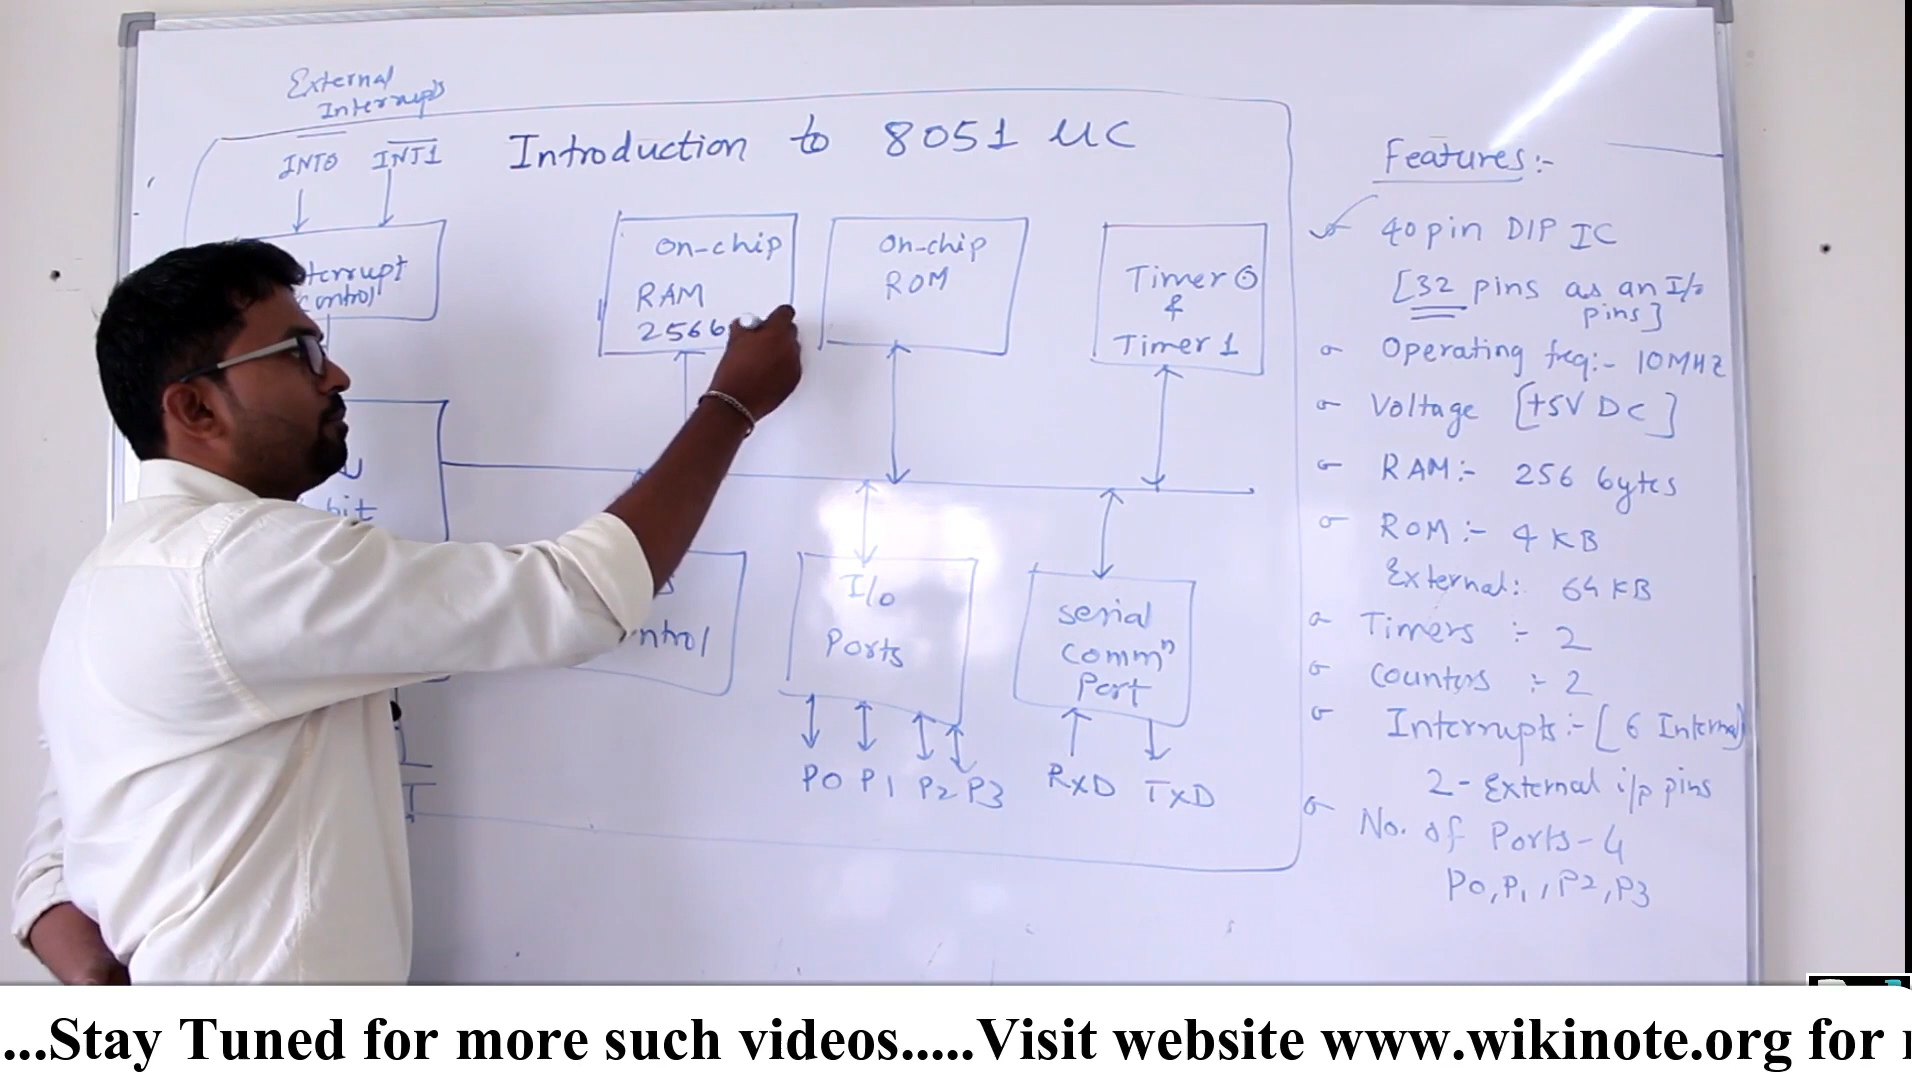 External
Interrupts
INT0 INT1
Introduction to 8051 UC
On-chip
RAM
256b
On-chip
ROM
Timer 0
&
Timer 1
I/o
Ports
P0 P1 P2 P3
serial
commⁿ
Port
RxD TxD
bit
Features:-
40 pin DIP IC
[32 pins as an I/o
pins]
Operating freq:- 10MHz
Voltage [+5V DC]
RAM:- 256 bytes
ROM:- 4 KB
External: 64 KB
Timers :- 2
Counters :- 2
Interrupts:- [6 Internal]
2- External i/p pins
No. of Ports-4
P0, P1, P2, P3
...Stay Tuned for more such videos.....Visit website www.wikinote.org for